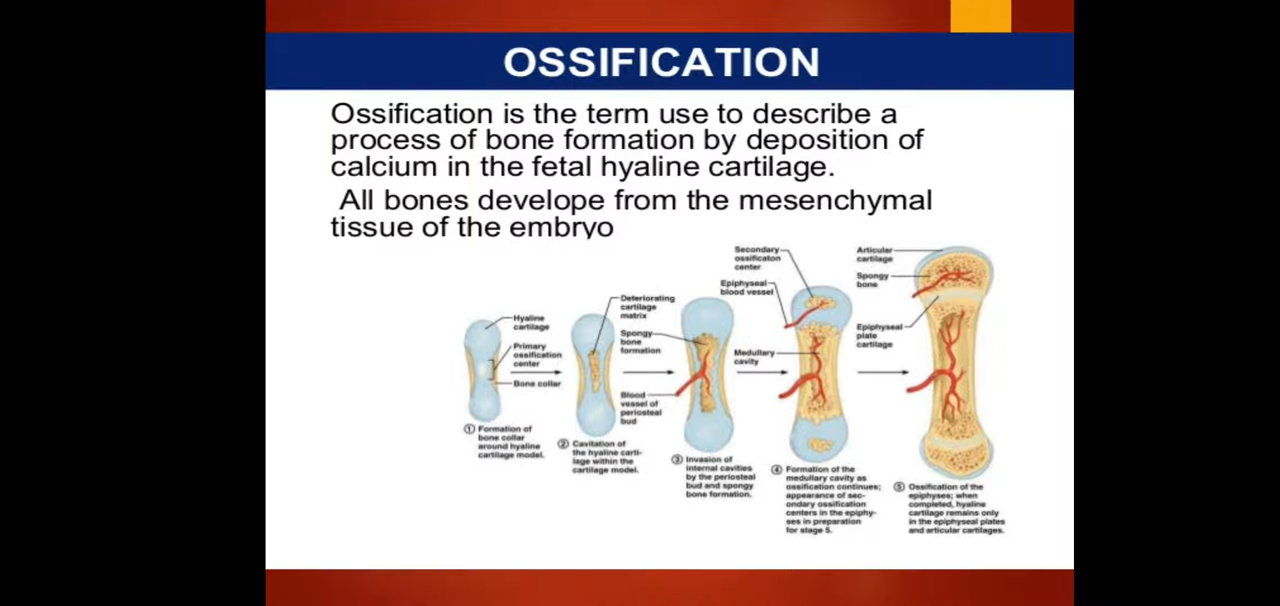 OSSIFICATION
Ossification is the term use to describe a
process of bone formation by deposition of
calcium in the fetal hyaline cartilage.
All bones develope from the mesenchymal
tissue of the embryo
Hyaline
cartilage
Primary
ossification
center
Bone collar
① Formation of
bone collar
around hyaline
cartilage model.
Deteriorating
cartilage
matrix
② Cavitation of
the hyaline carti-
lage within the
cartilage model.
Spongy
bone
formation
Blood
vessel of
periosteal
bud
③ Invasion of
internal cavities
by the periosteal
bud and spongy
bone formation.
Secondary
ossificaton
center
Epiphyseal
blood vessel
Medullary
cavity
④ Formation of the
medullary cavity as
ossification continues;
appearance of sec-
ondary ossification
centers in the epiphy-
ses in preparation
for stage 5.
Articular
cartilage
Spongy
bone
Epiphyseal
plate
cartilage
⑤ Ossification of the
epiphyses; when
completed, hyaline
cartilage remains only
in the epiphyseal plates
and articular cartilages.